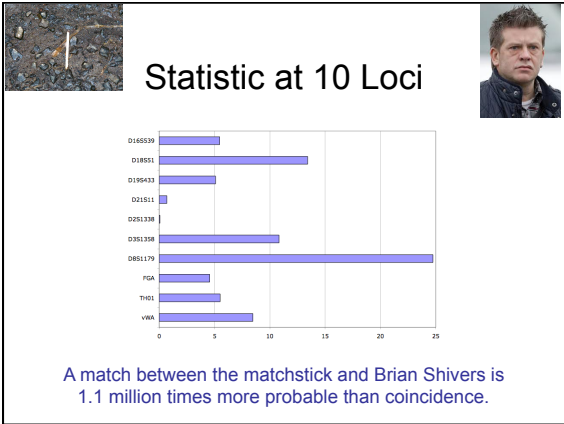 Statistic at 10 Loci
D16S539
D18S51
D19S433
D21S11
D2S1338
D3S1358
D8S1179
FGA
TH01
vWA
0 5 10 15 20 25
A match between the matchstick and Brian Shivers is
1.1 million times more probable than coincidence.